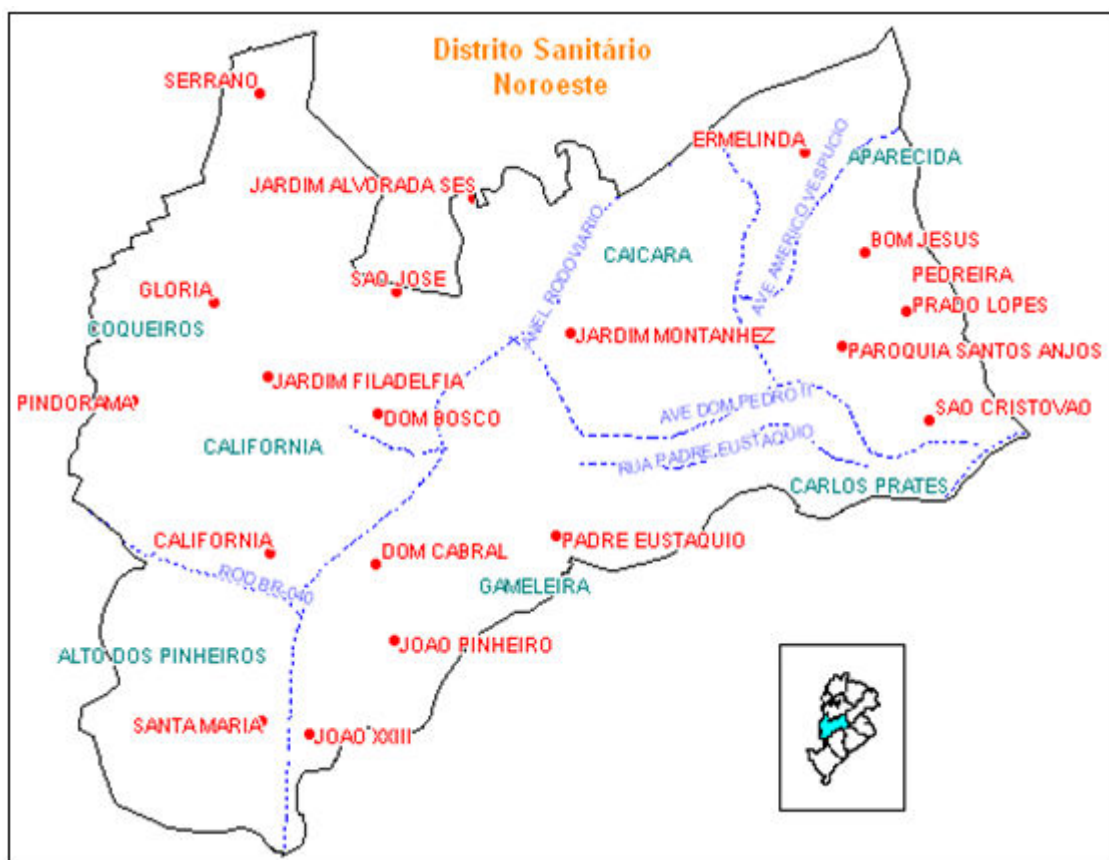 Distrito Sanitário
Noroeste
SERRANO
ERMELINDA
AVE AMERICO VESPUCIO
APARECIDA
JARDIM ALVORADA SES
ANEL RODOVIARIO
CAICARA
BOM JESUS
PEDREIRA
PRADO LOPES
SAO JOSE
GLORIA
COQUEIROS
JARDIM MONTANHEZ
PAROQUIA SANTOS ANJOS
JARDIM FILADELFIA
PINDORAMA
DOM BOSCO
AVE DOM PEDRO II
SAO CRISTOVAO
CALIFORNIA
RUA PADRE EUSTAQUIO
CARLOS PRATES
CALIFORNIA
DOM CABRAL
PADRE EUSTAQUIO
ROD BR-040
GAMELEIRA
ALTO DOS PINHEIROS
JOAO PINHEIRO
SANTA MARIA
JOAO XXIII